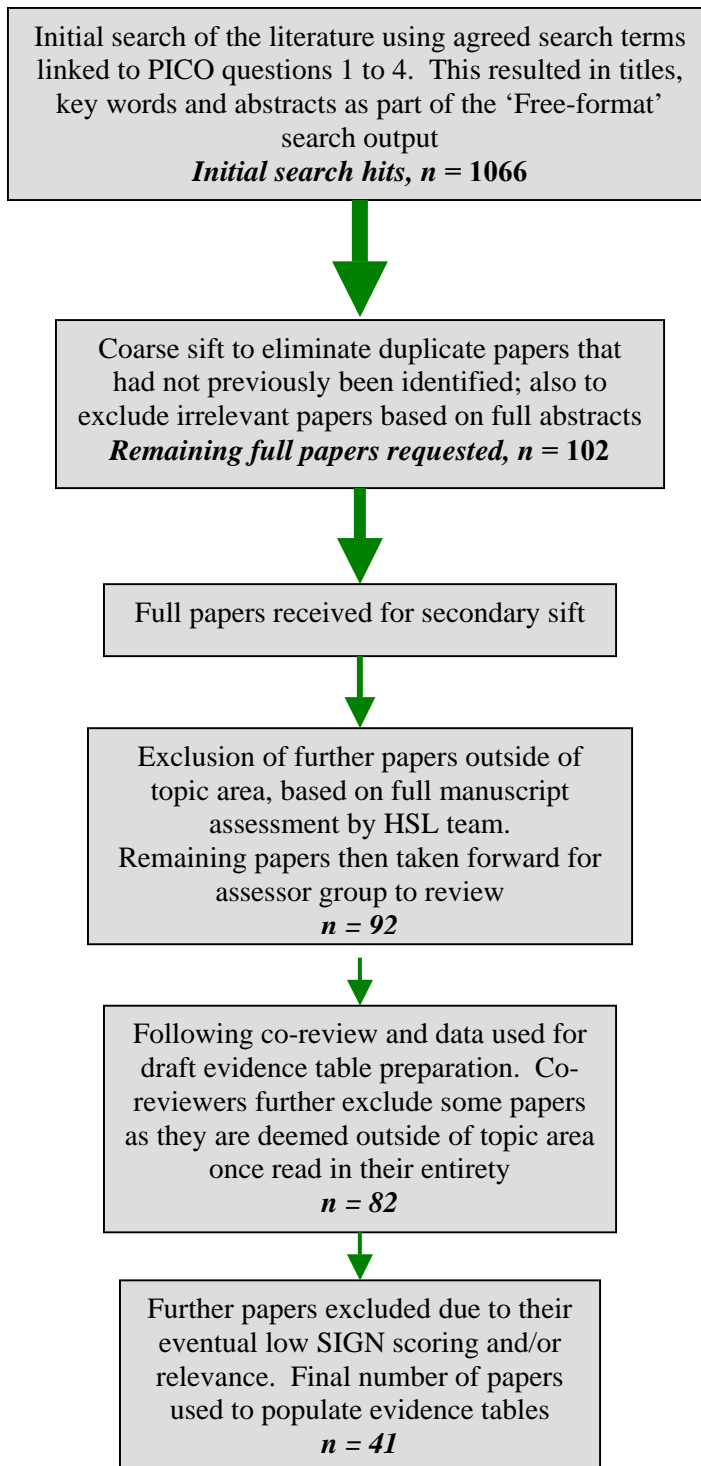 Initial search of the literature using agreed search terms
linked to PICO questions 1 to 4.  This resulted in titles,
key words and abstracts as part of the ‘Free-format’
search output
Initial search hits, n = 1066
Coarse sift to eliminate duplicate papers that
had not previously been identified; also to
exclude irrelevant papers based on full abstracts
Remaining full papers requested, n = 102
Full papers received for secondary sift
Exclusion of further papers outside of
topic area, based on full manuscript
assessment by HSL team.
Remaining papers then taken forward for
assessor group to review
n = 92
Following co-review and data used for
draft evidence table preparation.  Co-
reviewers further exclude some papers
as they are deemed outside of topic area
once read in their entirety
n = 82
Further papers excluded due to their
eventual low SIGN scoring and/or
relevance.  Final number of papers
used to populate evidence tables
n = 41